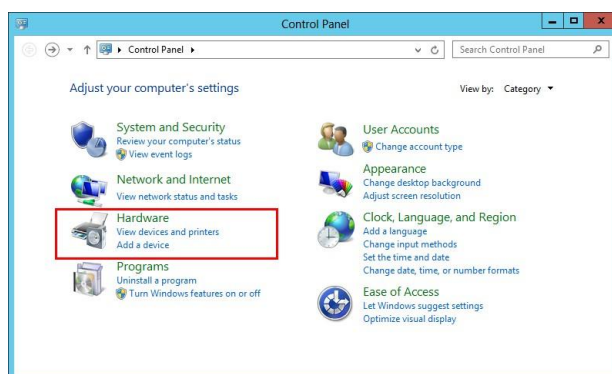 Control Panel
Control Panel
Search Control Panel
Adjust your computer's settings
View by: Category
System and Security
Review your computer's status
View event logs
Network and Internet
View network status and tasks
Hardware
View devices and printers
Add a device
Programs
Uninstall a program
Turn Windows features on or off
User Accounts
Change account type
Appearance
Change desktop background
Adjust screen resolution
Clock, Language, and Region
Add a language
Change input methods
Set the time and date
Change date, time, or number formats
Ease of Access
Let Windows suggest settings
Optimize visual display